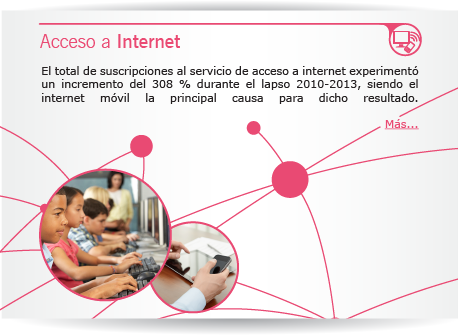 Acceso a Internet
El total de suscripciones al servicio de acceso a internet experimentó
un incremento del 308 % durante el lapso 2010-2013, siendo el
internet móvil la principal causa para dicho resultado.
Más...